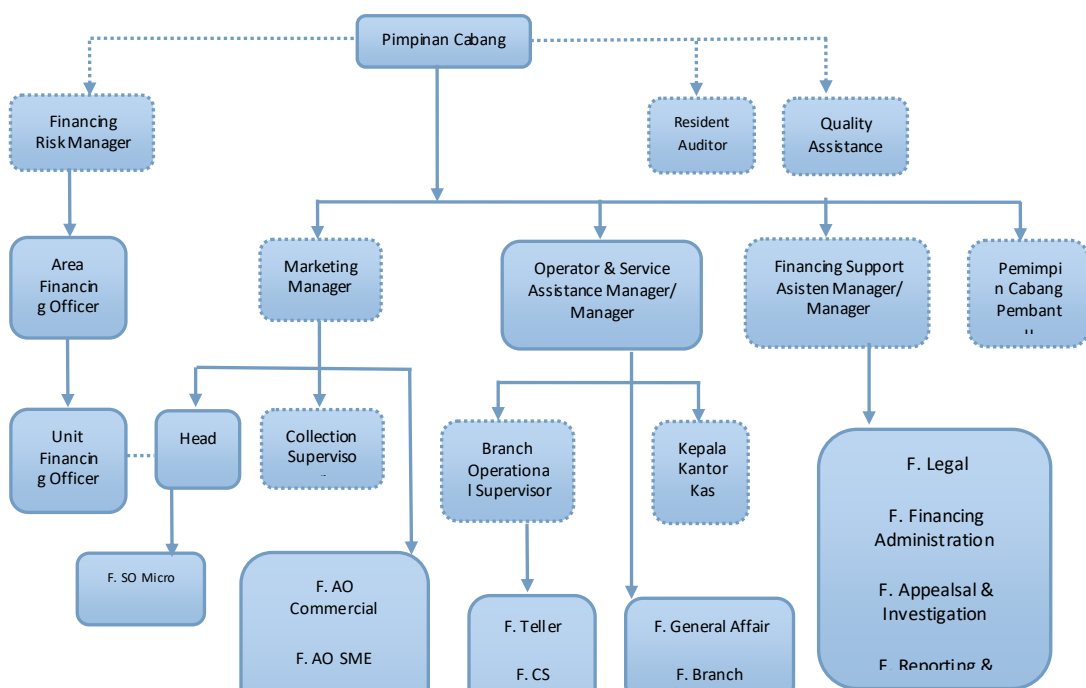 Pimpinan Cabang
Financing
Risk Manager
Resident
Auditor
Quality
Assistance
Area
Financin
g Officer
Marketing
Manager
Operator & Service
Assistance Manager/
Manager
Financing Support
Asisten Manager/
Manager
Pemimpi
n Cabang
Pembant
Unit
Financin
g Officer
Head
Collection
Superviso
Branch
Operationa
l Supervisor
Kepala
Kantor
Kas
F. Legal
F. Financing
Administration
F. Appealsal &
Investigation
F. Reporting &
F. SO Micro
F. AO
Commercial
F. AO SME
F. Teller
F. CS
F. General Affair
F. Branch